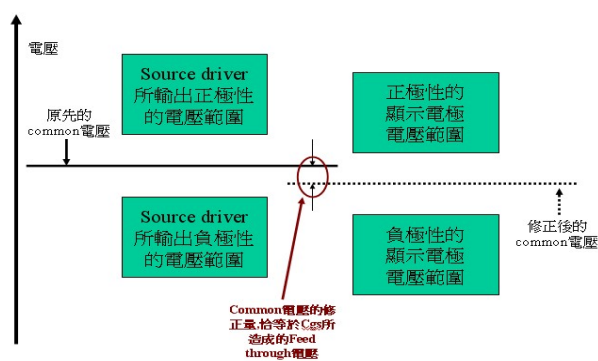 電壓
Source driver
所輸出正極性
的電壓範圍
正極性的
顯示電極
電壓範圍
原先的
common電壓
Source driver
所輸出負極性
的電壓範圍
負極性的
顯示電極
電壓範圍
修正後的
common電壓
Common電壓的修
正量,恰等於Cgs所
造成的Feed
through電壓